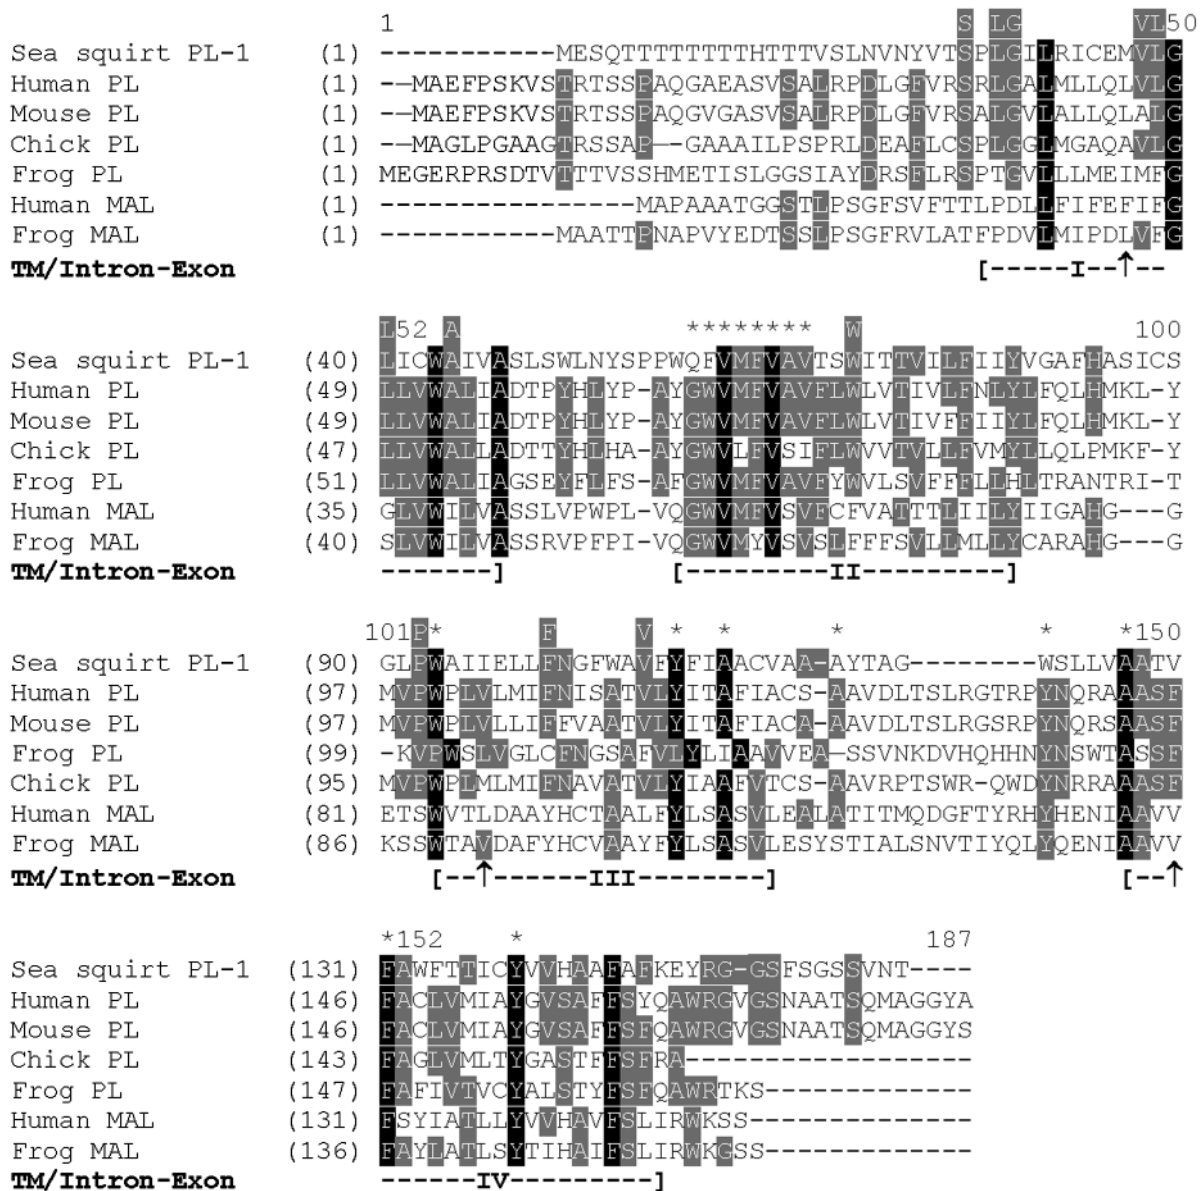 1 S LG VL50
Sea squirt PL-1 (1) -----------MESQTTTTTTTTHTTTVSLNVNYVTSPLGILRICEMVLG
Human PL (1) --MAEFPSKVSTRTSSPAQGAEASVSALRPDLGFVRSRLGALMLLQLVLG
Mouse PL (1) --MAEFPSKVSTRTSSPAQGVGASVSALRPDLGFVRSALGVLALLQLALG
Chick PL (1) --MAGLPGAAGTRSSAP--GAAAILPSPRLDEAFLCSPLGGLMGAQAVLG
Frog PL (1) MEGERPRSDTVTTTVSSHMETISLGGSIAYDRSFLRSPTGVLLLMEIMFG
Human MAL (1) ----------------MAPAAATGGSTLPSGFSVFTTLPDLLFIFEFIFG
Frog MAL (1) -----------MAATTPNAPVYEDTSSLPSGFRVLATFPDVLMIPDLVFG
TM/Intron-Exon [-----I--↑--
L52 A ******** W 100
Sea squirt PL-1 (40) LICWAIVASLSWLNYSPPWQFVMFVAVTSWITTVILFIIYVGAFHASICS
Human PL (49) LLVWALIADTPYHLYP-AYGWVMFVAVFLWLVTIVLFNLYLFQLHMKL-Y
Mouse PL (49) LLVWALIADTPYHLYP-AYGWVMFVAVFLWLVTIVFFIIYLFQLHMKL-Y
Chick PL (47) LLVWALLADTTYHLHA-AYGWVLFVSIFLWVVTVLLFVMYLLQLPMKF-Y
Frog PL (51) LLVWALIAGSEYFLFS-AFGWVMFVAVFYWVLSVFFFLLHLTRANTRI-T
Human MAL (35) GLVWILVASSLVPWPL-VQGWVMFVSVFCFVATTTLIILYIIGAHG---G
Frog MAL (40) SLVWILVASSRVPFPI-VQGWVMYVSVSLFFFSVLLMLLYCARAHG---G
TM/Intron-Exon -------] [---------II---------]
101P* F V * * * * *150
Sea squirt PL-1 (90) GLPWAIIELLFNGFWAVFYFIAACVAA-AYTAG--------WSLLVAATV
Human PL (97) MVPWPLVLMIFNISATVLYITAFIACS-AAVDLTSLRGTRPYNQRAAASF
Mouse PL (97) MVPWPLVLLIFFVAATVLYITAFIACA-AAVDLTSLRGSRPYNQRSAASF
Frog PL (99) -KVPWSLVGLCFNGSAFVLYLIAAVVEA-SSVNKDVHQHHNYNSWTASSF
Chick PL (95) MVPWPLMLMIFNAVATVLYIAAFVTCS-AAVRPTSWR-QWDYNRRAAASF
Human MAL (81) ETSWVTLDAAYHCTAALFYLSASVLEALATITMQDGFTYRHYHENIAAVV
Frog MAL (86) KSSWTAVDAFYHCVAAYFYLSASVLESYSTIALSNVTIYQLYQENIAAVV
TM/Intron-Exon [--↑------III--------] [--↑
*152 * 187
Sea squirt PL-1 (131) FAWFTTICYVVHAAFAFKEYRG-GSFSGSSVNT----
Human PL (146) FACLVMIAYGVSAFFSYQAWRGVGSNAATSQMAGGYA
Mouse PL (146) FACLVMIAYGVSAFFSFQAWRGVGSNAATSQMAGGYS
Chick PL (143) FAGLVMLTYGASTFFSFRA------------------
Frog PL (147) FAFIVTVCYALSTYFSFQAWRTKS-------------
Human MAL (131) FSYIATLLYVVHAVFSLIRWKSS--------------
Frog MAL (136) FAYLATLSYTIHAIFSLIRWKGSS-------------
TM/Intron-Exon ------IV---------]